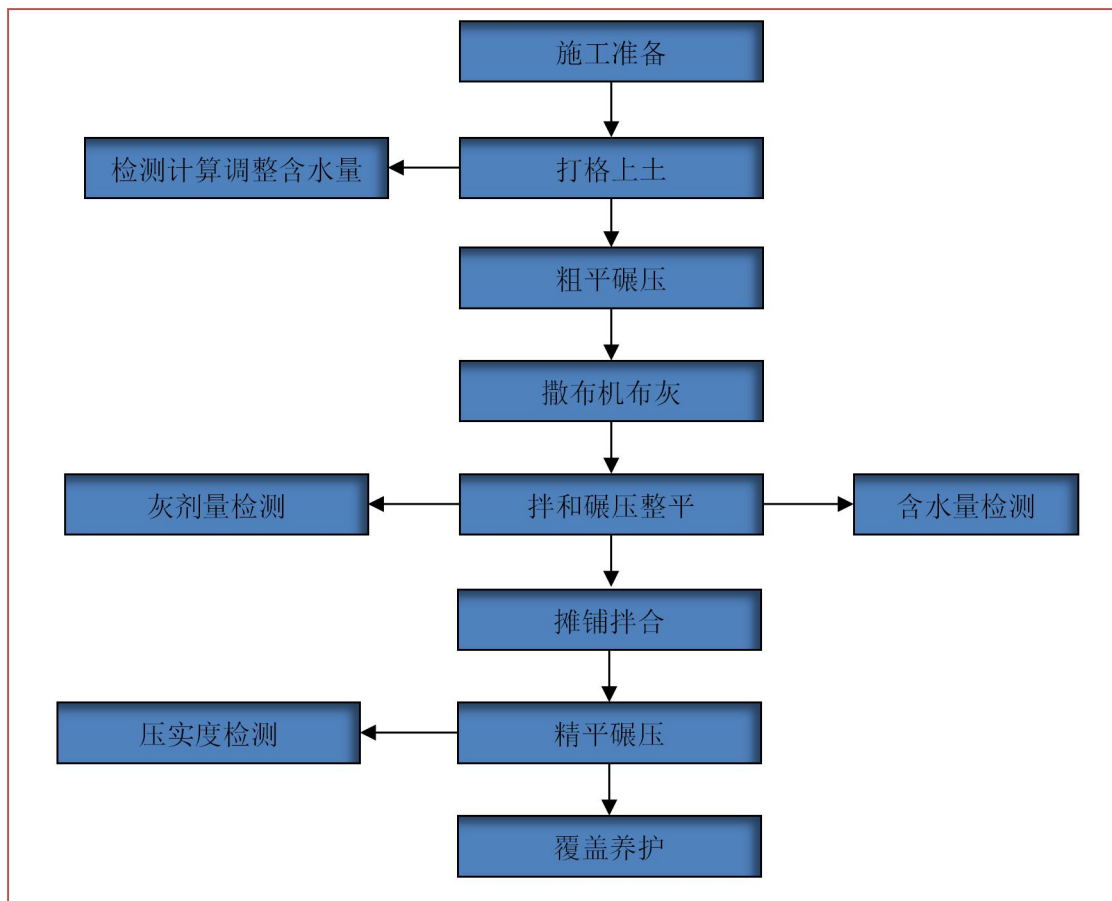 施工准备
检测计算调整含水量
打格上土
粗平碾压
撒布机布灰
灰剂量检测
拌和碾压整平
含水量检测
摊铺拌合
压实度检测
精平碾压
覆盖养护